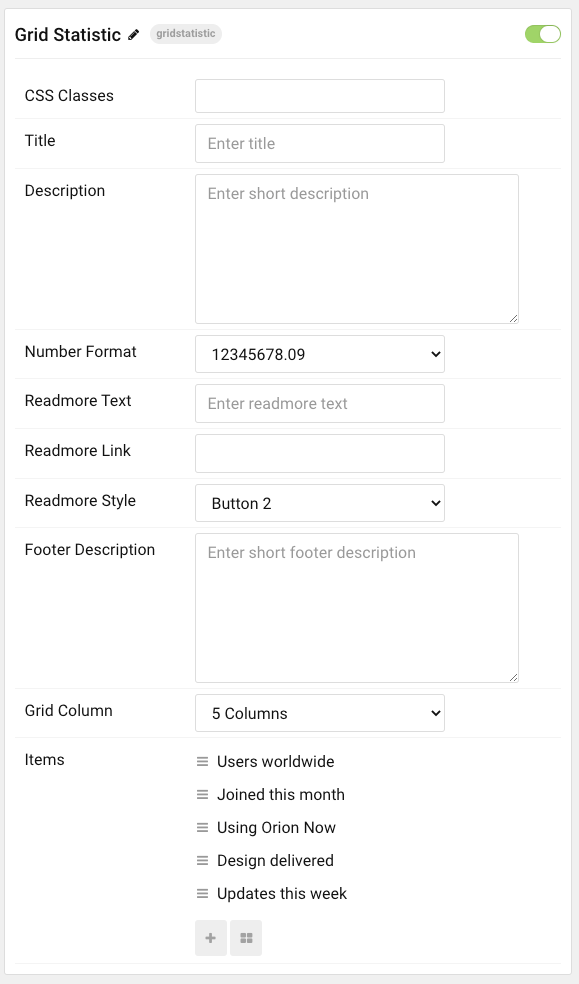 Grid Statistic gridstatistic
CSS Classes
Title Enter title
Description Enter short description
Number Format 12345678.09
Readmore Text Enter readmore text
Readmore Link
Readmore Style Button 2
Footer Description Enter short footer description
Grid Column 5 Columns
Items Users worldwide
Joined this month
Using Orion Now
Design delivered
Updates this week